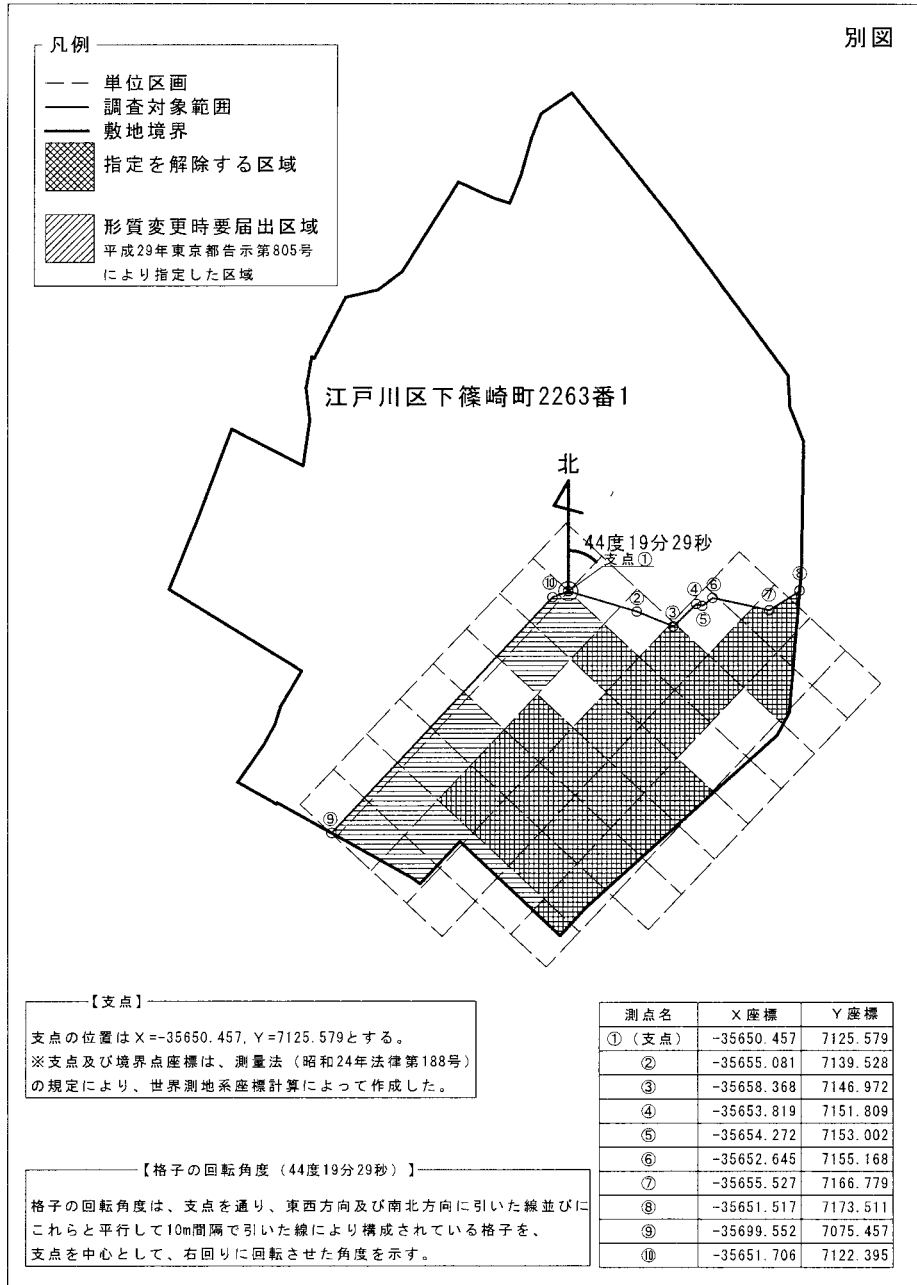 別図
凡例
単位区画
調査対象範囲
敷地境界
指定を解除する区域
形質変更時要届出区域
平成29年東京都告示第805号
により指定した区域
江戸川区下篠崎町2263番1
北
44度19分29秒
支点①
⑩
②
③
④
⑤
⑥
⑦
⑧
⑨
【支点】
支点の位置はX=-35650.457, Y=7125.579とする。
※支点及び境界点座標は、測量法（昭和24年法律第188号）
の規定により、世界測地系座標計算によって作成した。
【格子の回転角度（44度19分29秒）】
格子の回転角度は、支点を通り、東西方向及び南北方向に引いた線並びに
これらと平行して10m間隔で引いた線により構成されている格子を、
支点を中心として、右回りに回転させた角度を示す。
測点名 X座標 Y座標
①（支点） -35650.457 7125.579
② -35655.081 7139.528
③ -35658.368 7146.972
④ -35653.819 7151.809
⑤ -35654.272 7153.002
⑥ -35652.645 7155.168
⑦ -35655.527 7166.779
⑧ -35651.517 7173.511
⑨ -35699.552 7075.457
⑩ -35651.706 7122.395